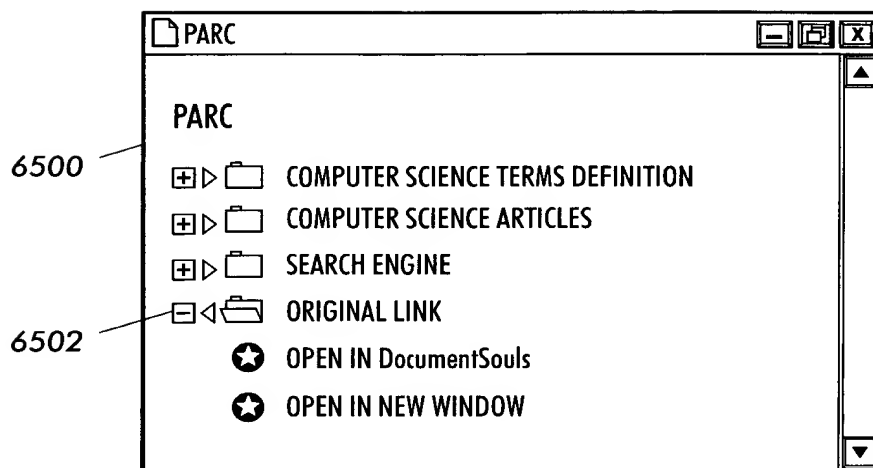 PARC
PARC
6500
COMPUTER SCIENCE TERMS DEFINITION
COMPUTER SCIENCE ARTICLES
SEARCH ENGINE
6502
ORIGINAL LINK
OPEN IN DocumentSouls
OPEN IN NEW WINDOW